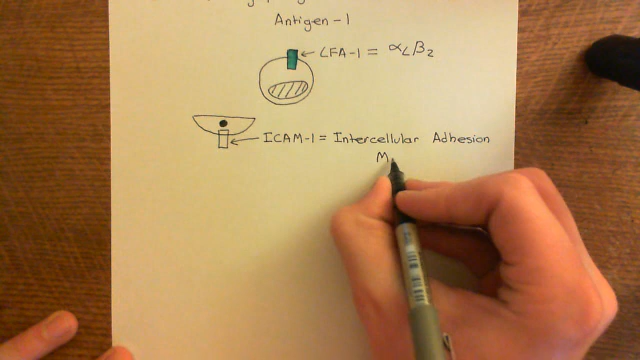 Antigen-1
LFA-1 = αLβ2
ICAM-1 = Intercellular Adhesion
M